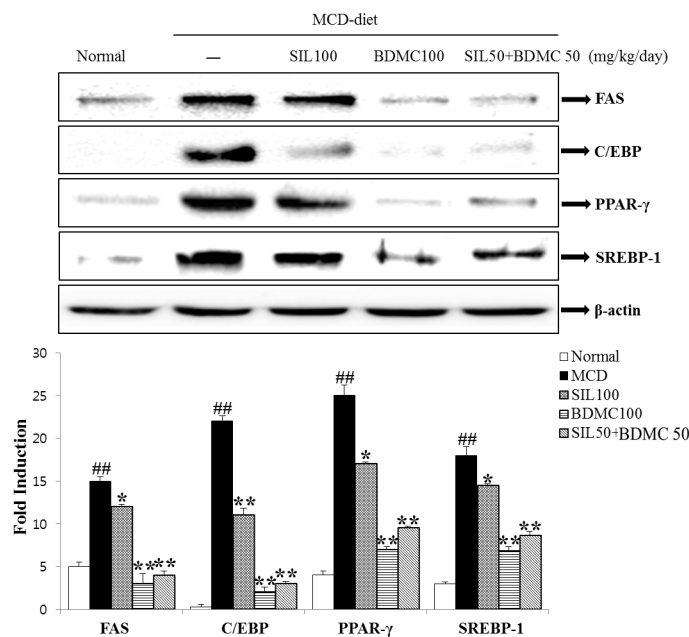 MCD-diet
Normal — SIL100 BDMC100 SIL50+BDMC 50 (mg/kg/day)
FAS
C/EBP
PPAR-γ
SREBP-1
β-actin
30
25
20
15
10
5
0
Fold Induction
## * ** **
## ** ** **
## * ** **
## * ** **
FAS C/EBP PPAR-γ SREBP-1
Normal
MCD
SIL100
BDMC100
SIL50+BDMC 50